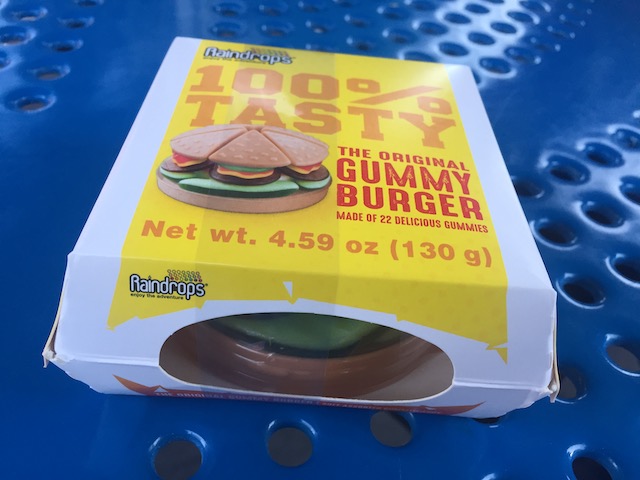 Raindrops
100%
TASTY
THE ORIGINAL
GUMMY
BURGER
MADE OF 22 DELICIOUS GUMMIES
Net wt. 4.59 oz (130 g)
Raindrops
enjoy the adventure